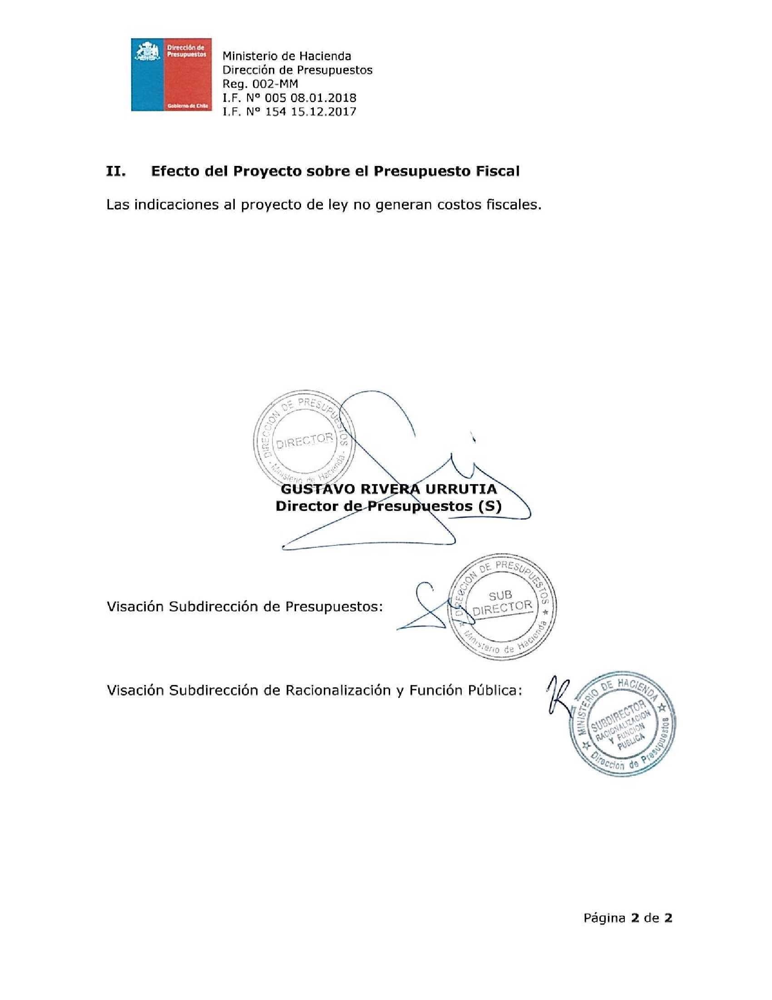 Dirección de
Presupuestos
Gobierno de Chile
Ministerio de Hacienda
Dirección de Presupuestos
Reg. 002-MM
I.F. Nº 005 08.01.2018
I.F. Nº 154 15.12.2017
II. Efecto del Proyecto sobre el Presupuesto Fiscal
Las indicaciones al proyecto de ley no generan costos fiscales.
DIRECCION DE PRESUPUESTOS
DIRECTOR
- Ministerio de Hacienda -
GUSTAVO RIVERA URRUTIA
Director de Presupuestos (S)
Visación Subdirección de Presupuestos:
DIRECCION DE PRESUPUESTOS
SUB
DIRECTOR
Ministerio de Hacienda
Visación Subdirección de Racionalización y Función Pública:
MINISTERIO DE HACIENDA
SUBDIRECTOR
RACIONALIZACION
Y FUNCION
PUBLICA
Direccion de Presupuestos
Página 2 de 2